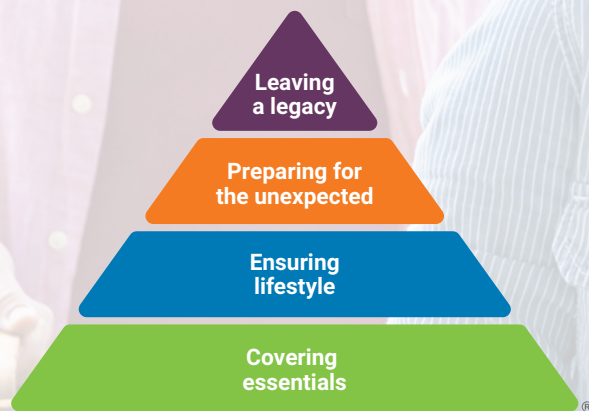 Leaving
a legacy
Preparing for
the unexpected
Ensuring
lifestyle
Covering
essentials
®